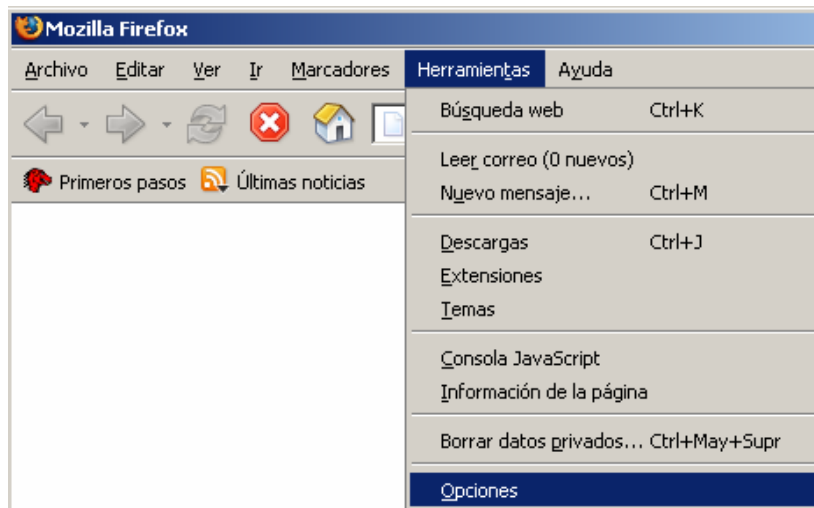 Mozilla Firefox
Archivo Editar Ver Ir Marcadores Herramientas Ayuda
Búsqueda web Ctrl+K
Leer correo (0 nuevos)
Nuevo mensaje... Ctrl+M
Primeros pasos Últimas noticias
Descargas Ctrl+J
Extensiones
Temas
Consola JavaScript
Información de la página
Borrar datos privados... Ctrl+May+Supr
Opciones